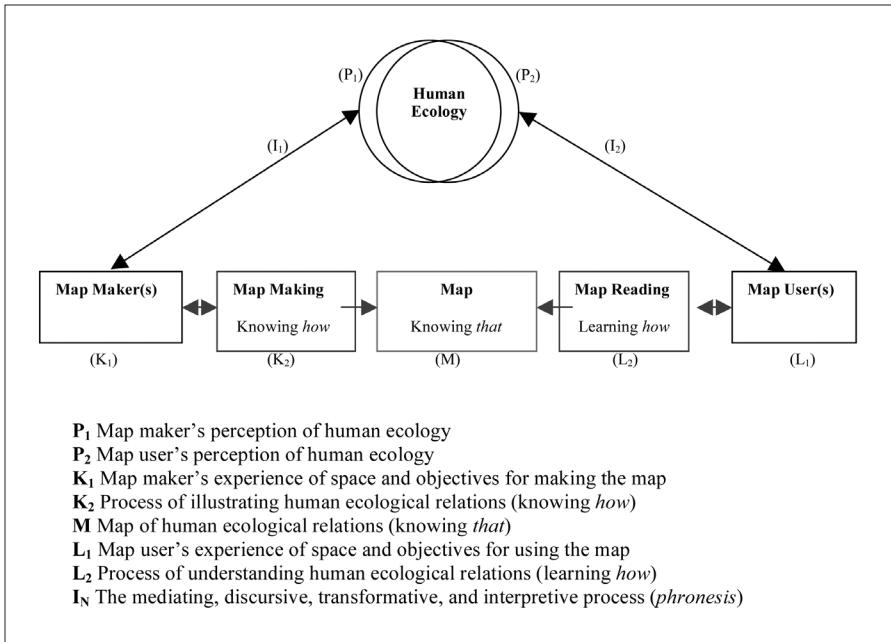 (P₁)
(P₂)
Human
Ecology
(I₁)
(I₂)
Map Maker(s)
Map Making
Map
Map Reading
Map User(s)
Knowing how
Knowing that
Learning how
(K₁)
(K₂)
(M)
(L₂)
(L₁)
P₁ Map maker’s perception of human ecology
P₂ Map user’s perception of human ecology
K₁ Map maker’s experience of space and objectives for making the map
K₂ Process of illustrating human ecological relations (knowing how)
M Map of human ecological relations (knowing that)
L₁ Map user’s experience of space and objectives for using the map
L₂ Process of understanding human ecological relations (learning how)
I_N The mediating, discursive, transformative, and interpretive process (phronesis)